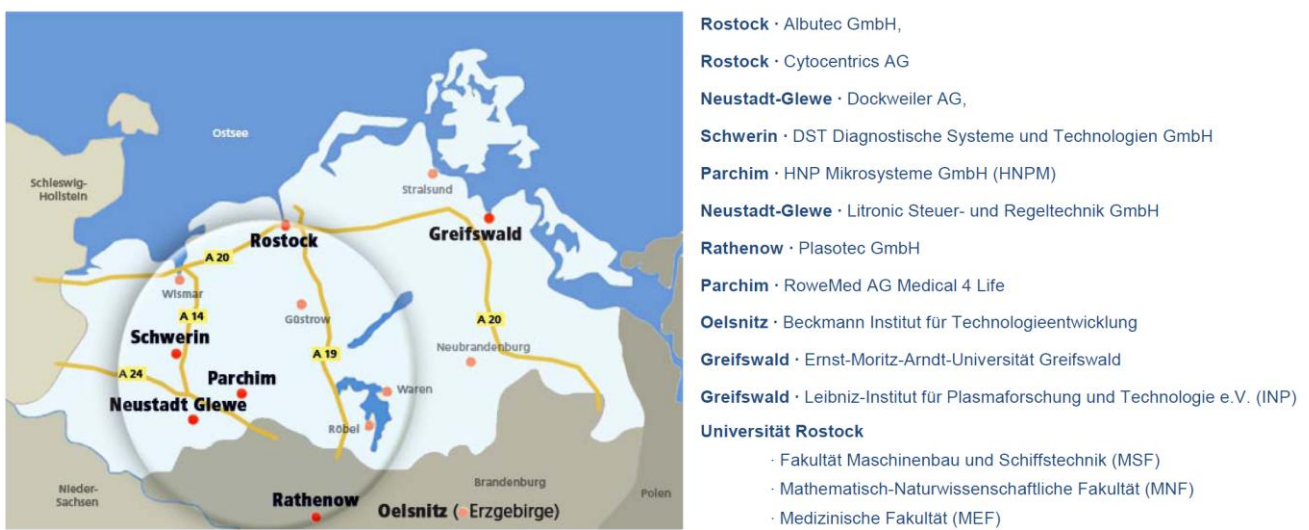 Ostsee
Schleswig-
Holstein
Stralsund
Rostock
Greifswald
A 20
Wismar
A 14
Güstrow
A 20
Schwerin
A 19
Neubrandenburg
A 24
Parchim
Waren
Neustadt Glewe
Röbel
Nieder-
Sachsen
Brandenburg
Polen
Rathenow
Oelsnitz ( Erzgebirge)
Rostock · Albutec GmbH,
Rostock · Cytocentrics AG
Neustadt-Glewe · Dockweiler AG,
Schwerin · DST Diagnostische Systeme und Technologien GmbH
Parchim · HNP Mikrosysteme GmbH (HNPM)
Neustadt-Glewe · Litronic Steuer- und Regeltechnik GmbH
Rathenow · Plasotec GmbH
Parchim · RoweMed AG Medical 4 Life
Oelsnitz · Beckmann Institut für Technologieentwicklung
Greifswald · Ernst-Moritz-Arndt-Universität Greifswald
Greifswald · Leibniz-Institut für Plasmaforschung und Technologie e.V. (INP)
Universität Rostock
· Fakultät Maschinenbau und Schiffstechnik (MSF)
· Mathematisch-Naturwissenschaftliche Fakultät (MNF)
· Medizinische Fakultät (MEF)